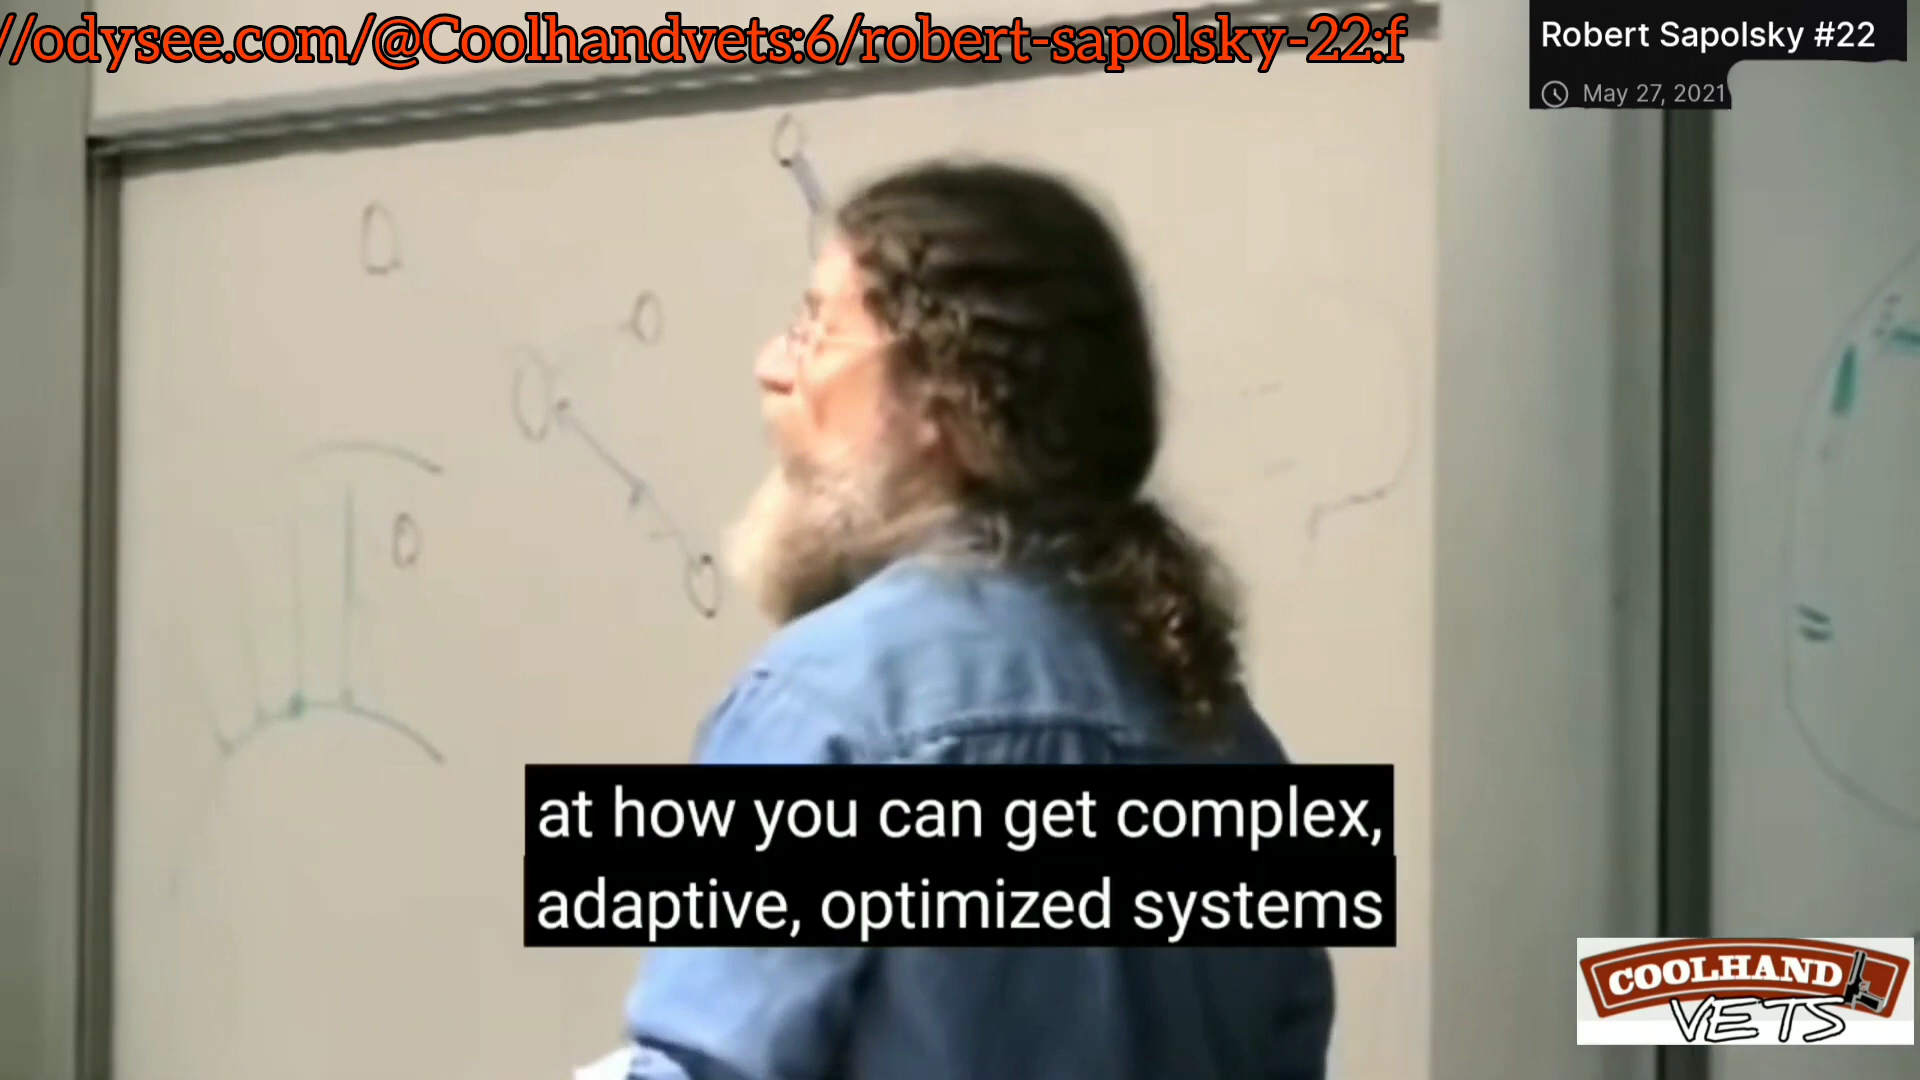 //odysee.com/@Coolhandvets:6/robert-sapolsky-22:f
Robert Sapolsky #22
May 27, 2021
at how you can get complex,
adaptive, optimized systems
COOLHAND
VETS